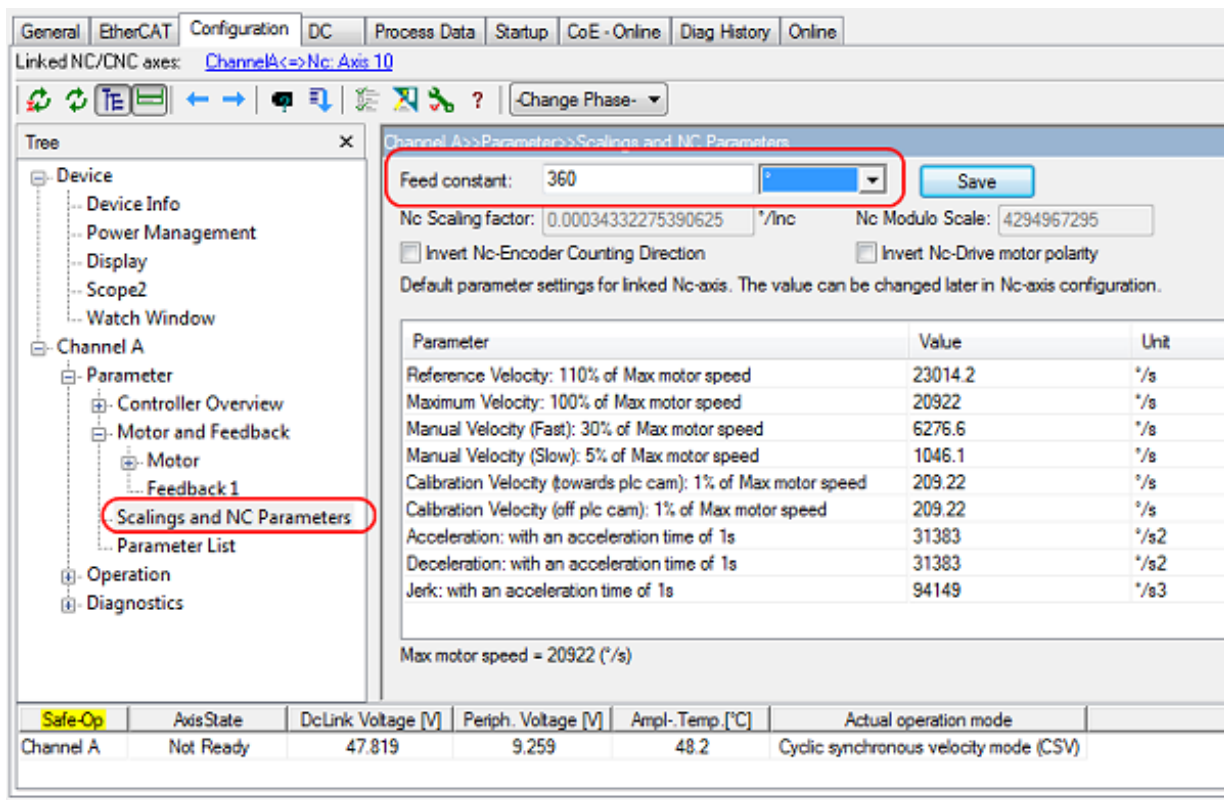 General EtherCAT Configuration DC Process Data Startup CoE - Online Diag History Online
Linked NC/CNC axes: ChannelA<=>Nc: Axis 10
TE ? -Change Phase-
Tree x
Channel A>>Parameter>>Scalings and NC Parameters
Device
Device Info
Power Management
Display
Scope2
Watch Window
Channel A
Parameter
Controller Overview
Motor and Feedback
Motor
Feedback 1
Scalings and NC Parameters
Parameter List
Operation
Diagnostics
Feed constant: 360 ° Save
Nc Scaling factor: 0.00034332275390625 °/Inc Nc Modulo Scale: 4294967295
Invert Nc-Encoder Counting Direction Invert Nc-Drive motor polarity
Default parameter settings for linked Nc-axis. The value can be changed later in Nc-axis configuration.
Parameter Value Unit
Reference Velocity: 110% of Max motor speed 23014.2 °/s
Maximum Velocity: 100% of Max motor speed 20922 °/s
Manual Velocity (Fast): 30% of Max motor speed 6276.6 °/s
Manual Velocity (Slow): 5% of Max motor speed 1046.1 °/s
Calibration Velocity (towards plc cam): 1% of Max motor speed 209.22 °/s
Calibration Velocity (off plc cam): 1% of Max motor speed 209.22 °/s
Acceleration: with an acceleration time of 1s 31383 °/s2
Deceleration: with an acceleration time of 1s 31383 °/s2
Jerk: with an acceleration time of 1s 94149 °/s3
Max motor speed = 20922 (°/s)
Safe-Op AxisState DcLink Voltage [V] Periph. Voltage [V] Ampl-.Temp.[°C] Actual operation mode
Channel A Not Ready 47.819 9.259 48.2 Cyclic synchronous velocity mode (CSV)